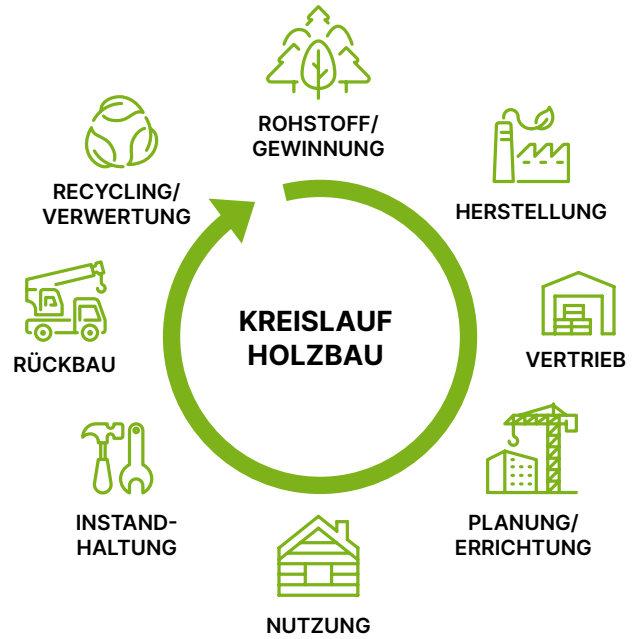 ROHSTOFF/
GEWINNUNG
HERSTELLUNG
VERTRIEB
PLANUNG/
ERRICHTUNG
NUTZUNG
INSTAND-
HALTUNG
RÜCKBAU
RECYCLING/
VERWERTUNG
KREISLAUF
HOLZBAU